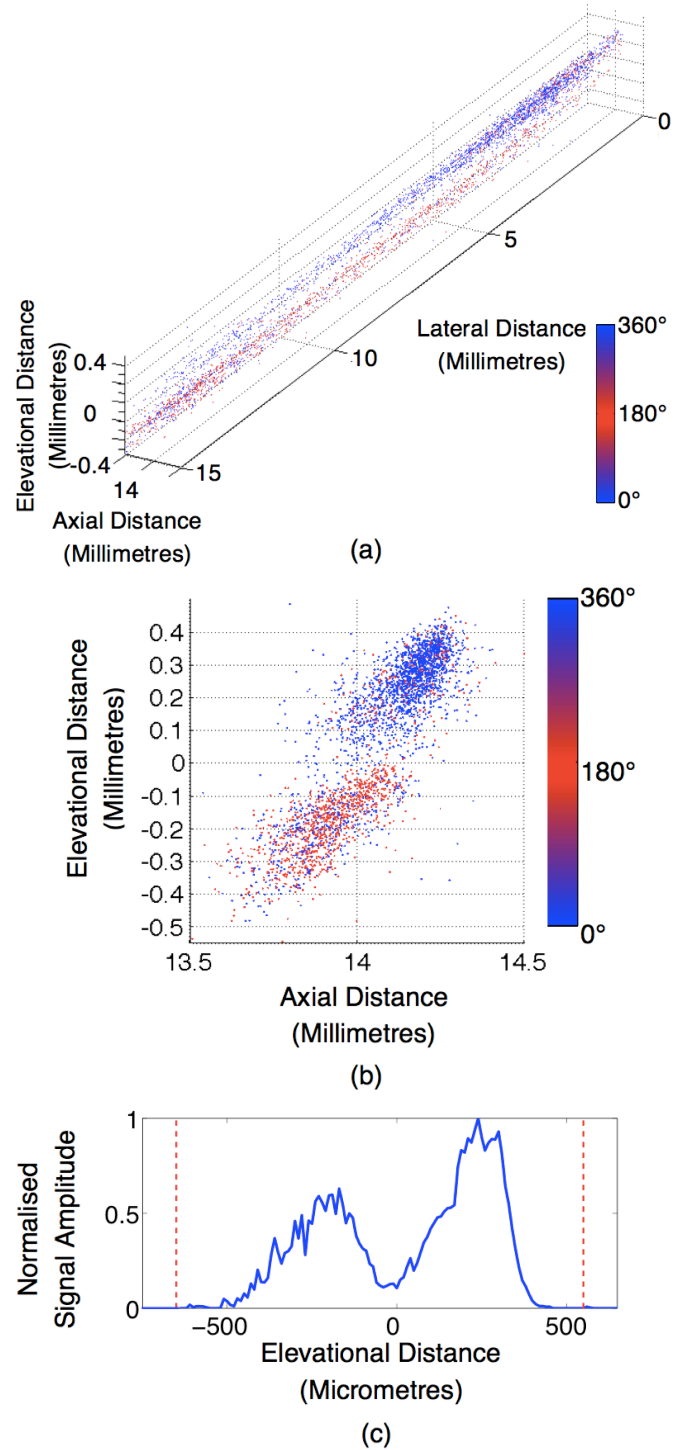 0
5
10
15
Lateral Distance
(Millimetres)
360°
180°
0°
Elevational Distance
(Millimetres)
0.4
0
-0.4
14
Axial Distance
(Millimetres)
(a)
Elevational Distance
(Millimetres)
0.4
0.3
0.2
0.1
0
-0.1
-0.2
-0.3
-0.4
-0.5
13.5
14
14.5
Axial Distance
(Millimetres)
360°
180°
0°
(b)
Normalised
Signal Amplitude
1
0.5
0
−500
0
500
Elevational Distance
(Micrometres)
(c)